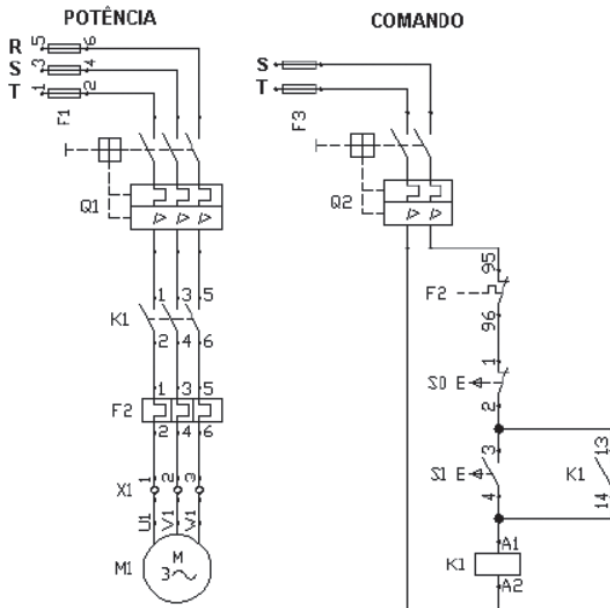 POTÊNCIA
R 5 6
S 3 4
T 1 2
F1
Q1
1 3 5
K1
2 4 6
1 3 5
F2
2 4 6
X1 1 2 3
U1 V1 W1
M1 M
3~
COMANDO
S
T
F3
Q2
95
F2
96
1
S0 E
2
3 13
S1 E K1
4 14
A1
K1
A2